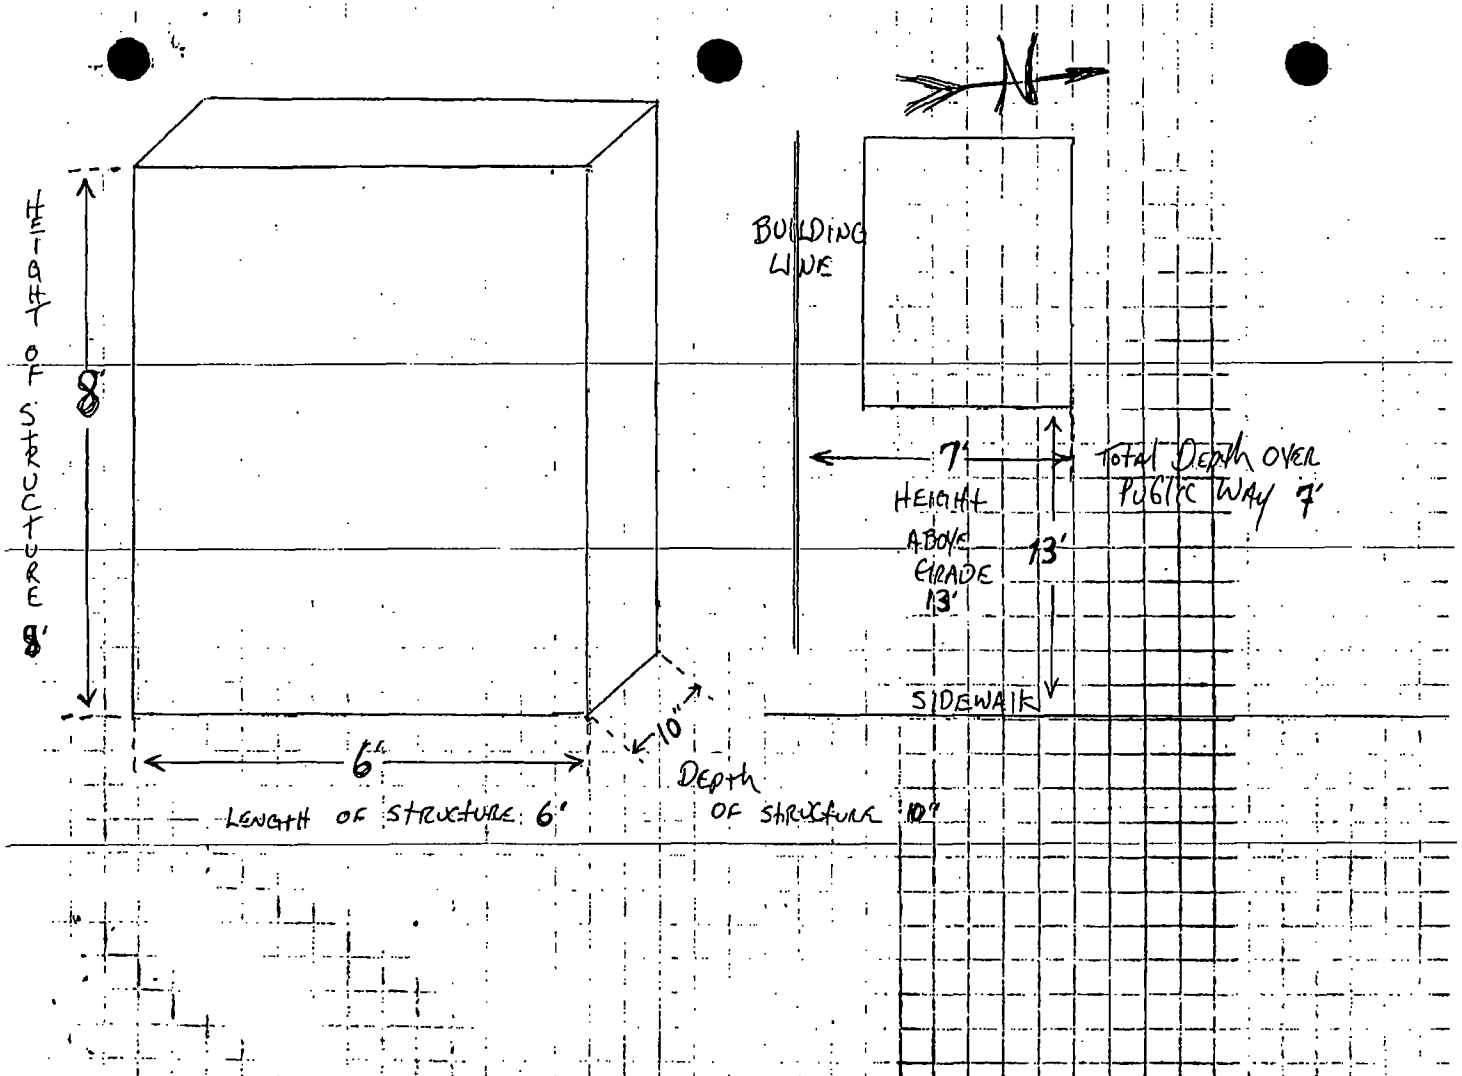 N
BUILDING
LINE
HEIGHT OF STRUCTURE 8'
8'
7'
Total Depth OVER
Public Way 7'
HEIGHT
ABOVE
GRADE
13'
13'
SIDEWALK
10"
6'
Depth
OF STRUCTURE 10"
LENGTH OF STRUCTURE 6'